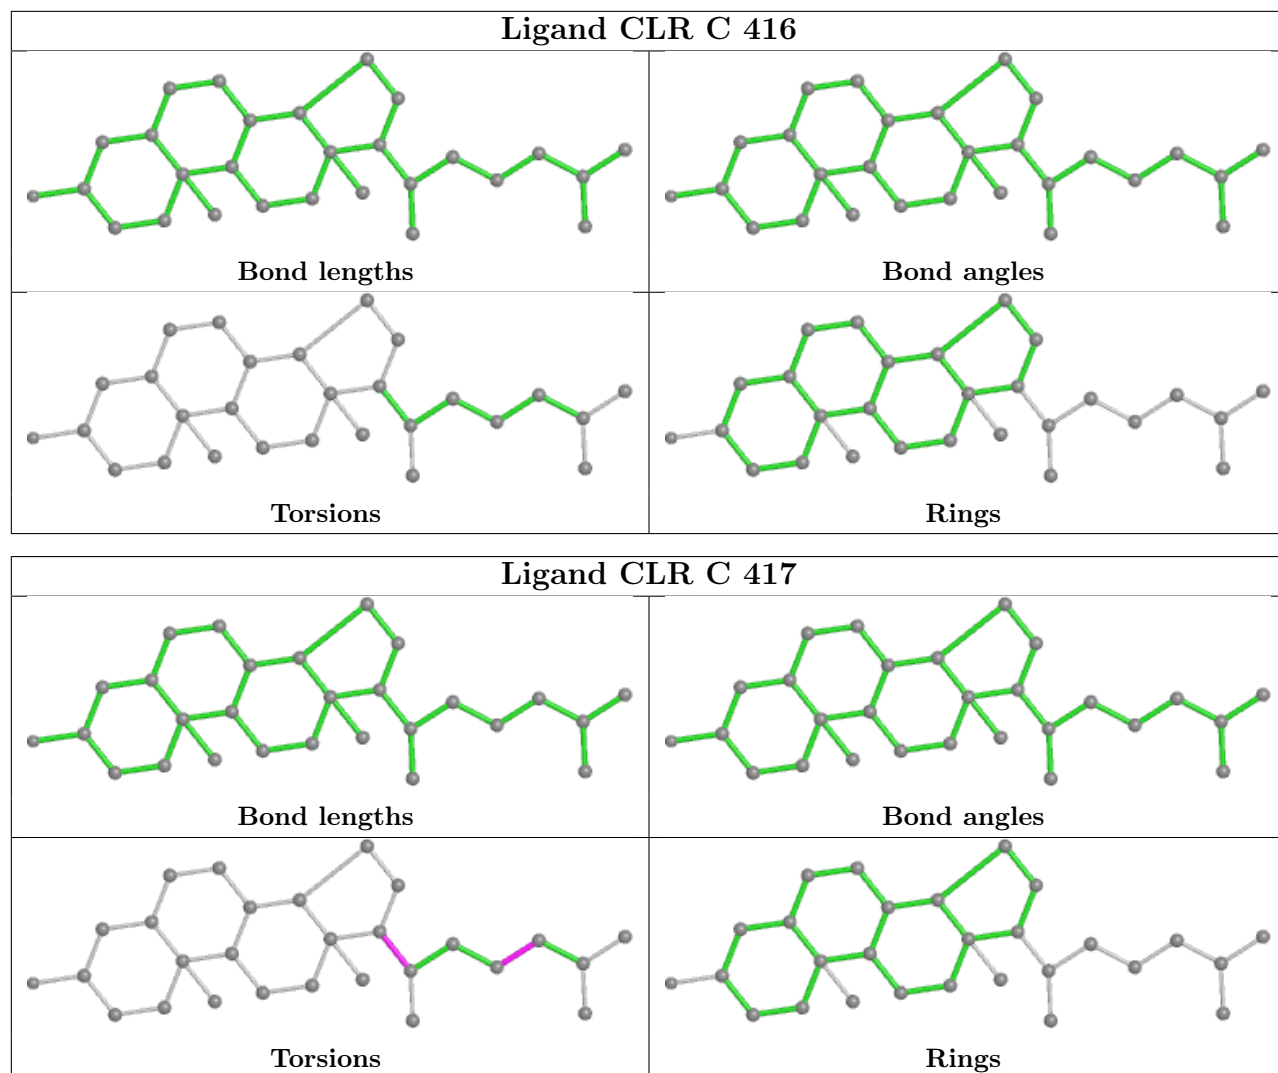 Ligand CLR C 416
Bond lengths
Bond angles
Torsions
Rings
Ligand CLR C 417
Bond lengths
Bond angles
Torsions
Rings